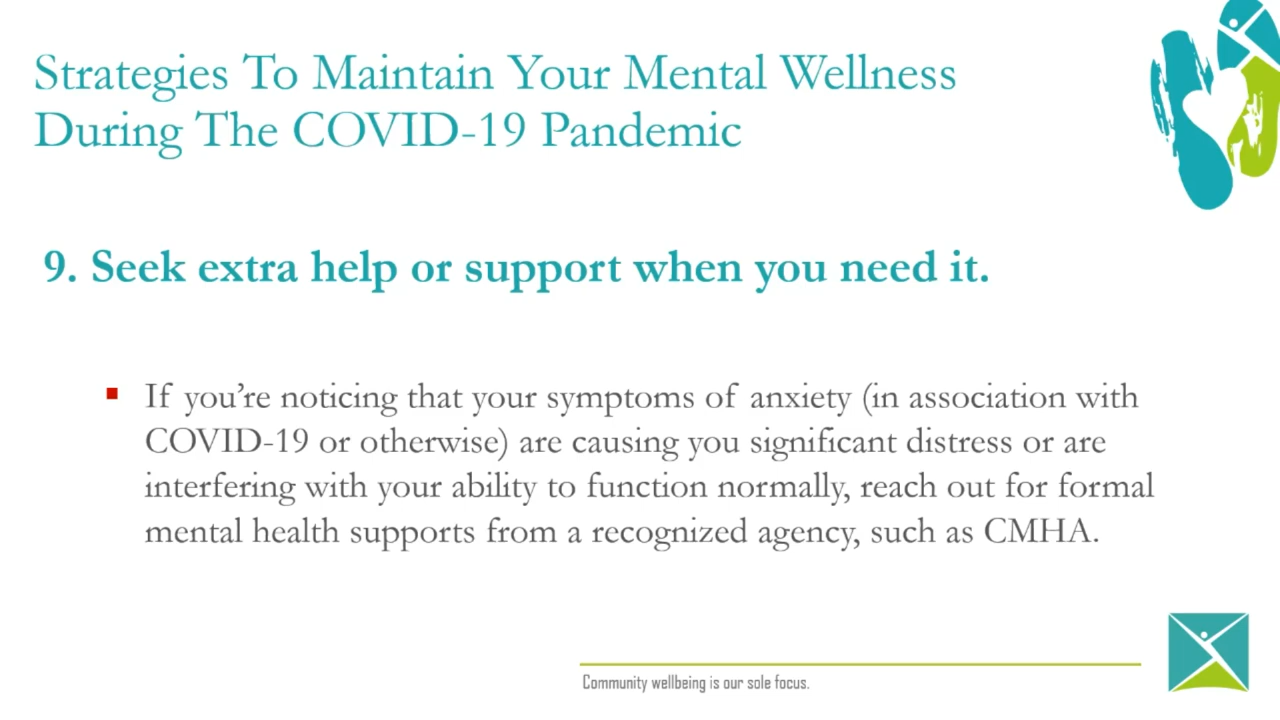 Strategies To Maintain Your Mental Wellness
During The COVID-19 Pandemic
9. Seek extra help or support when you need it.
If you’re noticing that your symptoms of anxiety (in association with
COVID-19 or otherwise) are causing you significant distress or are
interfering with your ability to function normally, reach out for formal
mental health supports from a recognized agency, such as CMHA.
Community wellbeing is our sole focus.